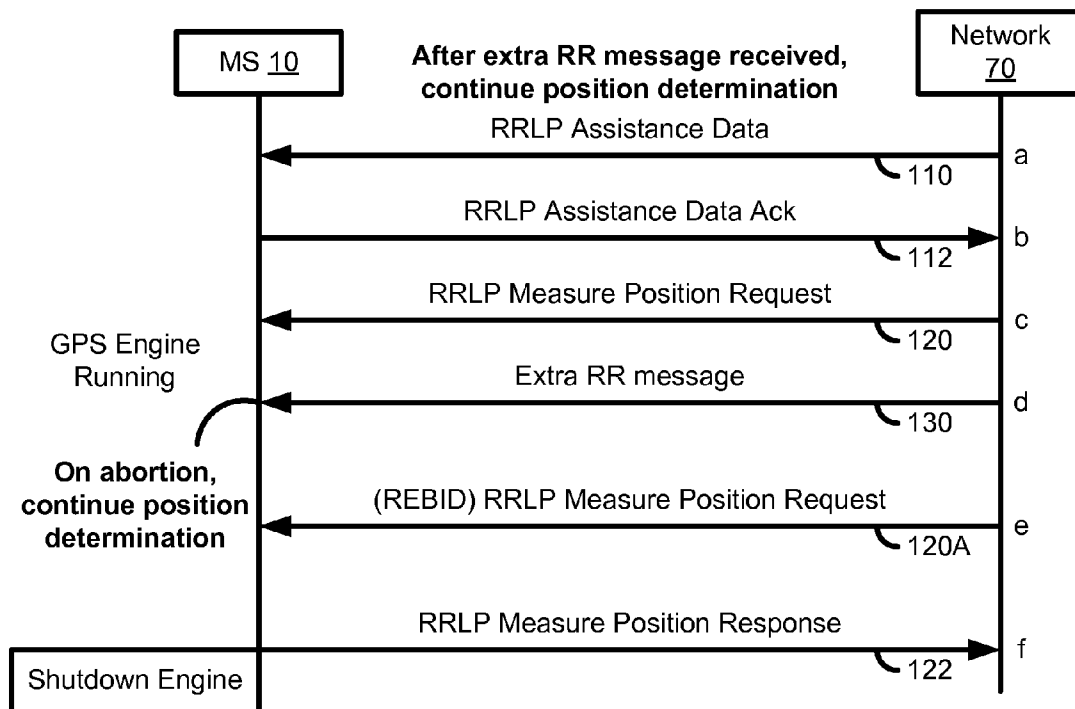 MS 10
After extra RR message received,
continue position determination
Network
70
RRLP Assistance Data
a
110
RRLP Assistance Data Ack
b
112
RRLP Measure Position Request
c
120
GPS Engine
Running
Extra RR message
d
130
On abortion,
continue position
determination
(REBID) RRLP Measure Position Request
e
120A
RRLP Measure Position Response
f
122
Shutdown Engine